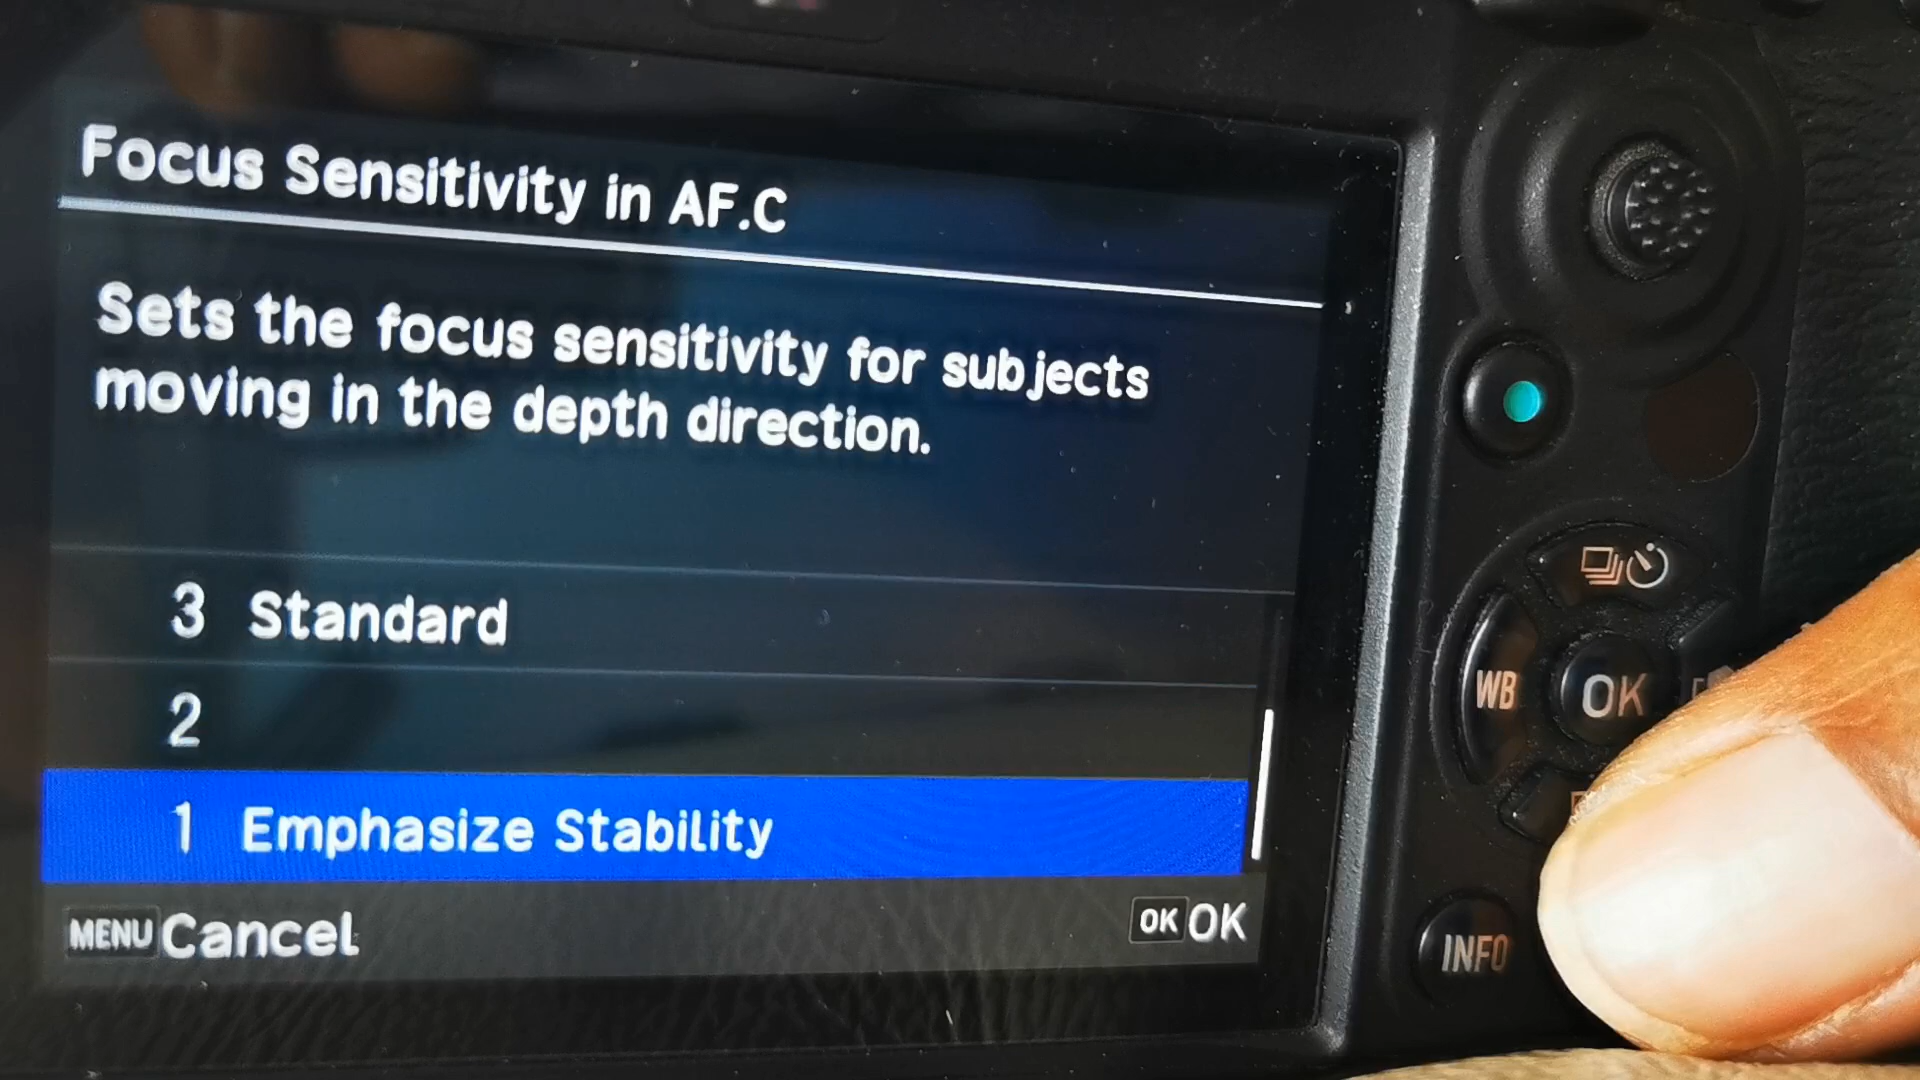 Focus Sensitivity in AF.C
Sets the focus sensitivity for subjects
moving in the depth direction.
3 Standard
2
1 Emphasize Stability
MENU Cancel
OK OK
WB
OK
INFO